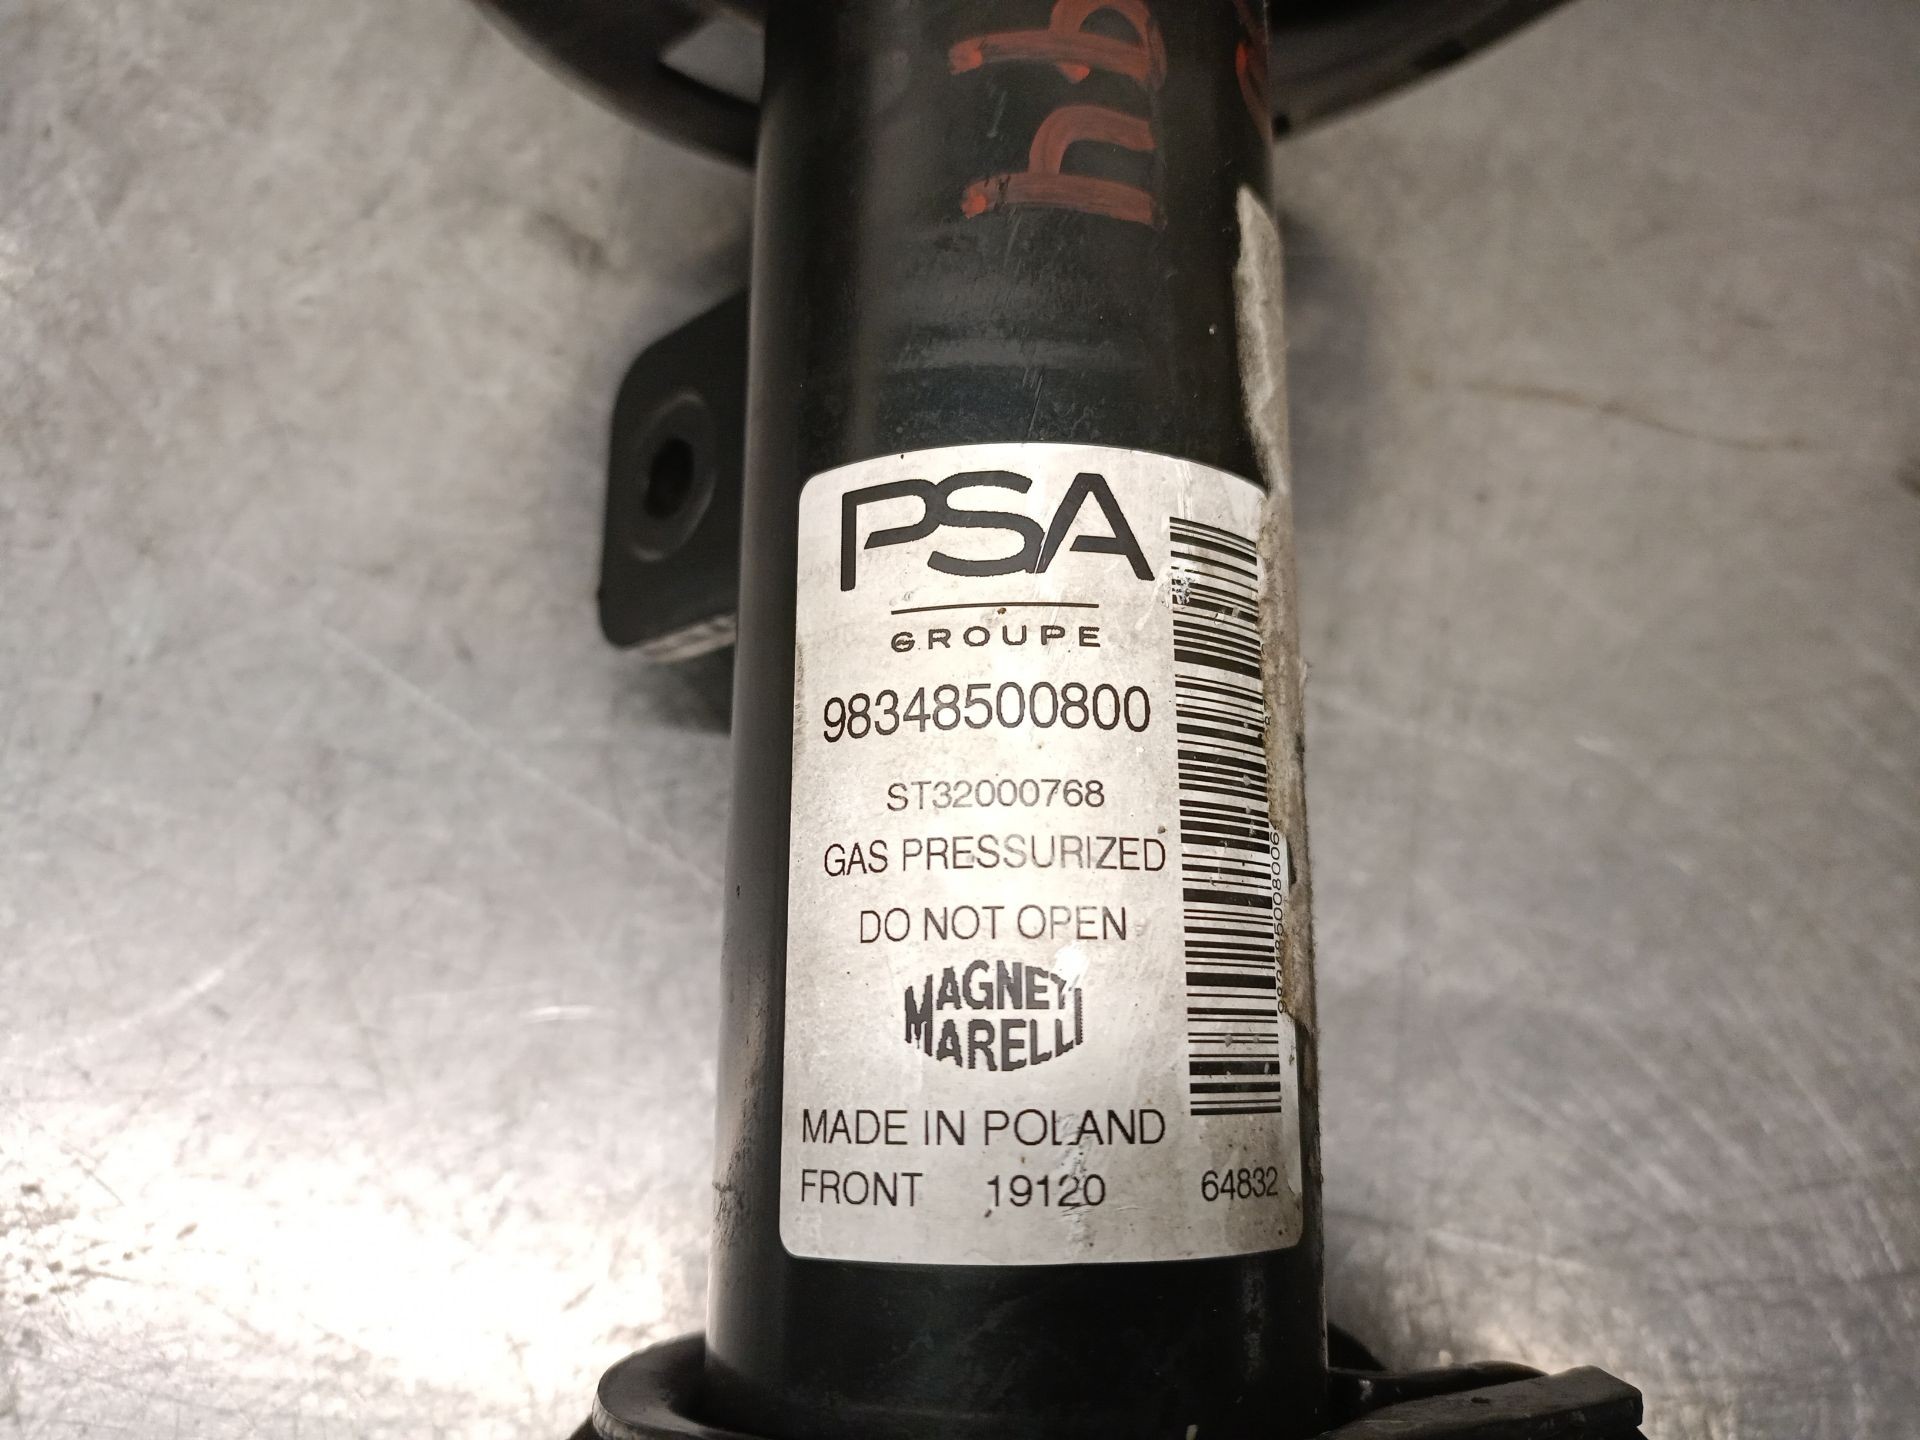 PSA
GROUPE
98348500800
ST32000768
GAS PRESSURIZED
DO NOT OPEN
MAGNETI
MARELLI
MADE IN POLAND
FRONT 19120 64832